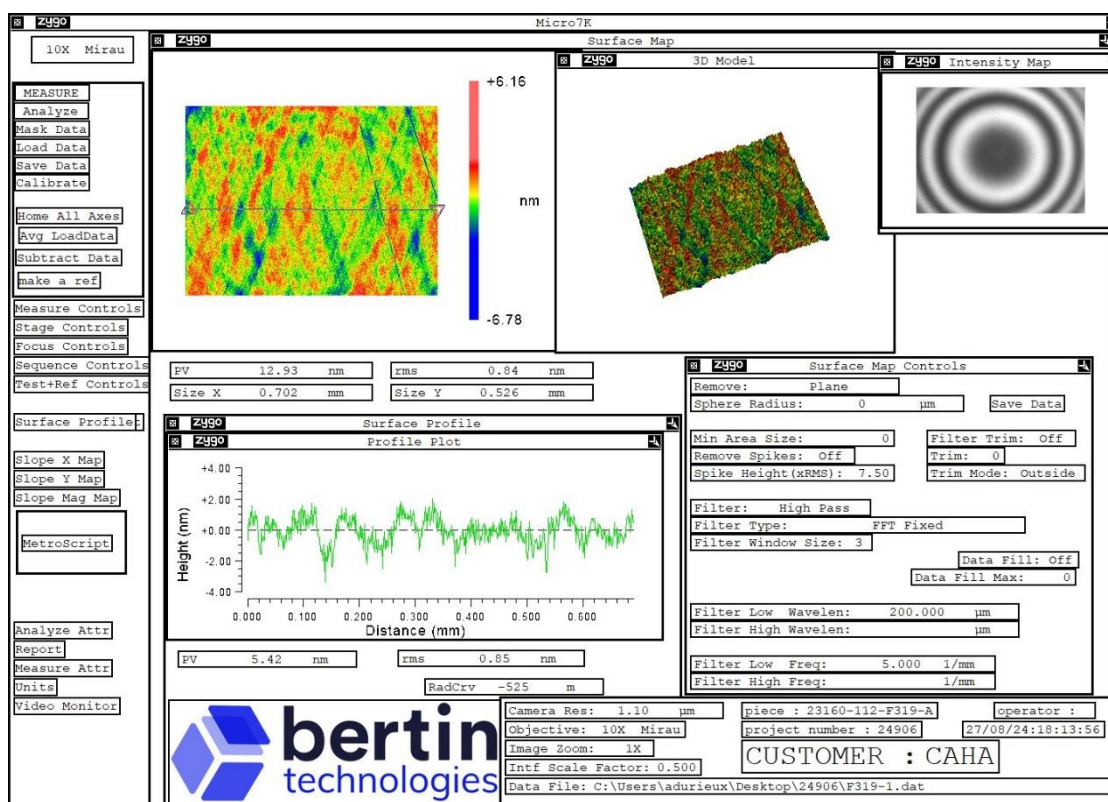 zygo Micro7K
10X Mirau
MEASURE
Analyze
Mask Data
Load Data
Save Data
Calibrate
Home All Axes
Avg LoadData
Subtract Data
make a ref
Measure Controls
Stage Controls
Focus Controls
Sequence Controls
Test+Ref Controls
Surface Profile
Slope X Map
Slope Y Map
Slope Mag Map
MetroScript
Analyze Attr
Report
Measure Attr
Units
Video Monitor
zygo Surface Map
+6.16
nm
-6.78
zygo 3D Model
zygo Intensity Map
PV 12.93 nm rms 0.84 nm
Size X 0.702 mm Size Y 0.526 mm
zygo Surface Profile
zygo Profile Plot
+4.00
+2.00
+0.00
-2.00
-4.00
Height (nm)
0.000 0.100 0.200 0.300 0.400 0.500 0.600
Distance (mm)
PV 5.42 nm rms 0.85 nm
RadCrv -525 m
zygo Surface Map Controls
Remove: Plane
Sphere Radius: 0 µm Save Data
Min Area Size: 0 Filter Trim: Off
Remove Spikes: Off Trim: 0
Spike Height(xRMS): 7.50 Trim Mode: Outside
Filter: High Pass
Filter Type: FFT Fixed
Filter Window Size: 3
Data Fill: Off
Data Fill Max: 0
Filter Low Wavelen: 200.000 µm
Filter High Wavelen: µm
Filter Low Freq: 5.000 1/mm
Filter High Freq: 1/mm
bertin
technologies
Camera Res: 1.10 µm piece : 23160-112-F319-A operator :
Objective: 10X Mirau project number : 24906 27/08/24:18:13:56
Image Zoom: 1X CUSTOMER : CAHA
Intf Scale Factor: 0.500
Data File: C:\Users\adurieux\Desktop\24906\F319-1.dat